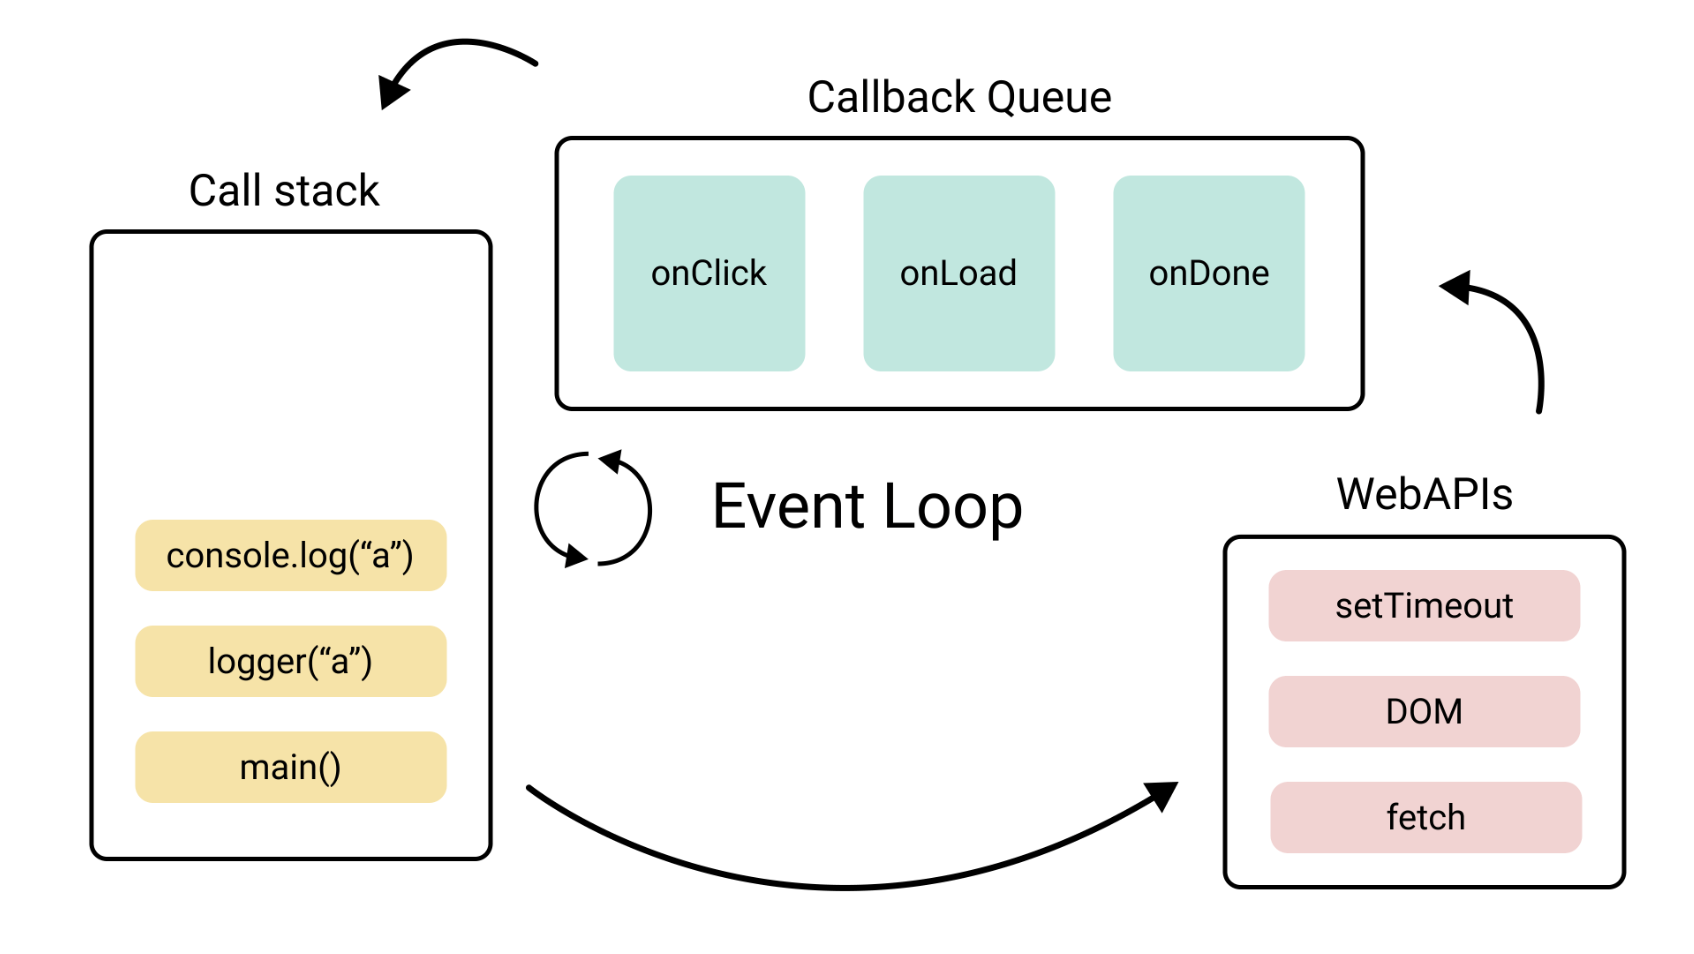 Callback Queue
Call stack
onClick
onLoad
onDone
Event Loop
WebAPIs
console.log(“a”)
logger(“a”)
main()
setTimeout
DOM
fetch